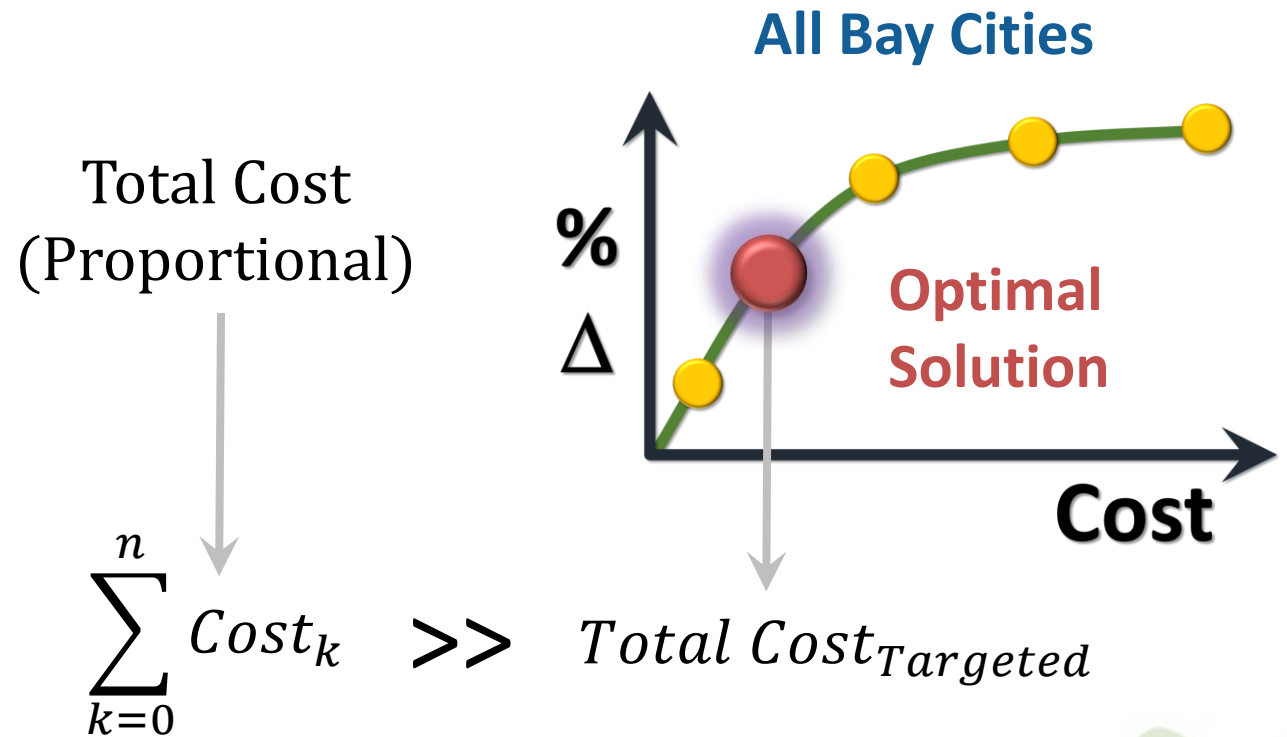 All Bay Cities
Total Cost
(Proportional)
%
Δ
Optimal
Solution
Cost
n
∑ Cost_k >> Total Cost_Targeted
k=0